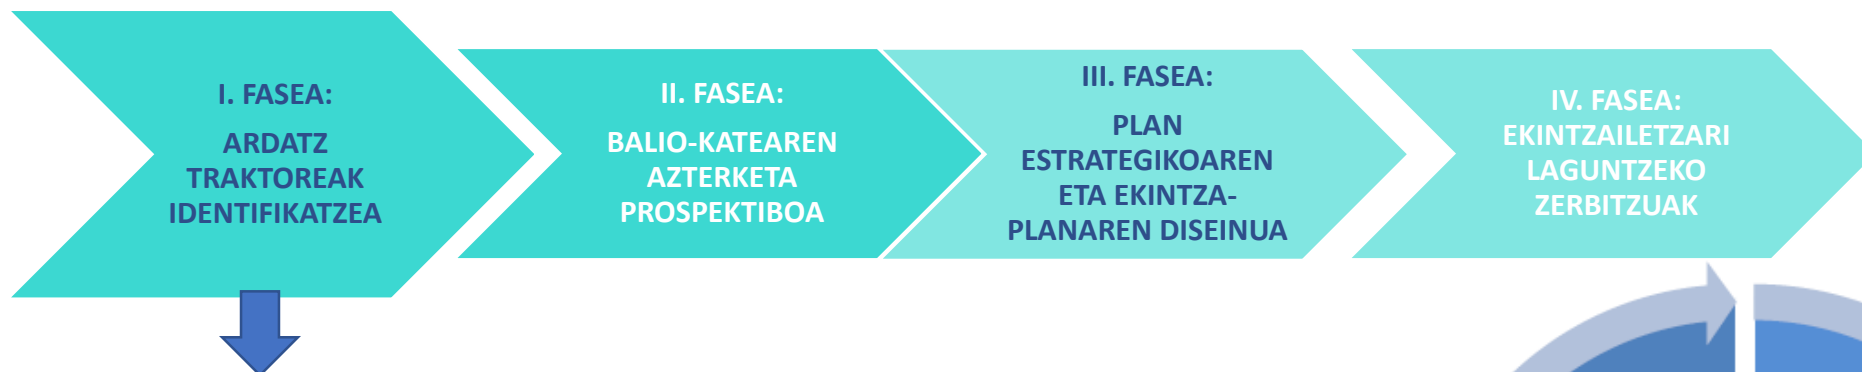 I. FASEA:
ARDATZ
TRAKTOREAK
IDENTIFIKATZEA
II. FASEA:
BALIO-KATEAREN
AZTERKETA
PROSPEKTIBOA
III. FASEA:
PLAN
ESTRATEGIKOAREN
ETA EKINTZA-
PLANAREN DISEINUA
IV. FASEA:
EKINTZAILETZARI
LAGUNTZEKO
ZERBITZUAK